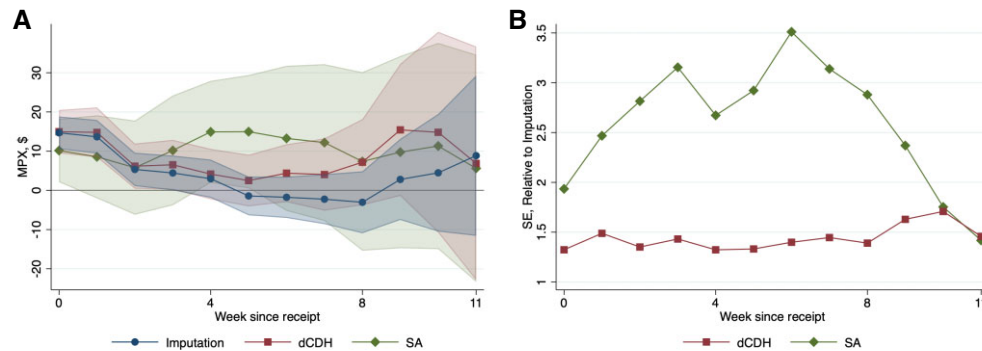 A
MPX, $
30
20
10
0
-10
-20
0
4
8
11
Week since receipt
Imputation
dCDH
SA
B
SE, Relative to Imputation
3.5
3
2.5
2
1.5
1
0
4
8
11
Week since receipt
dCDH
SA